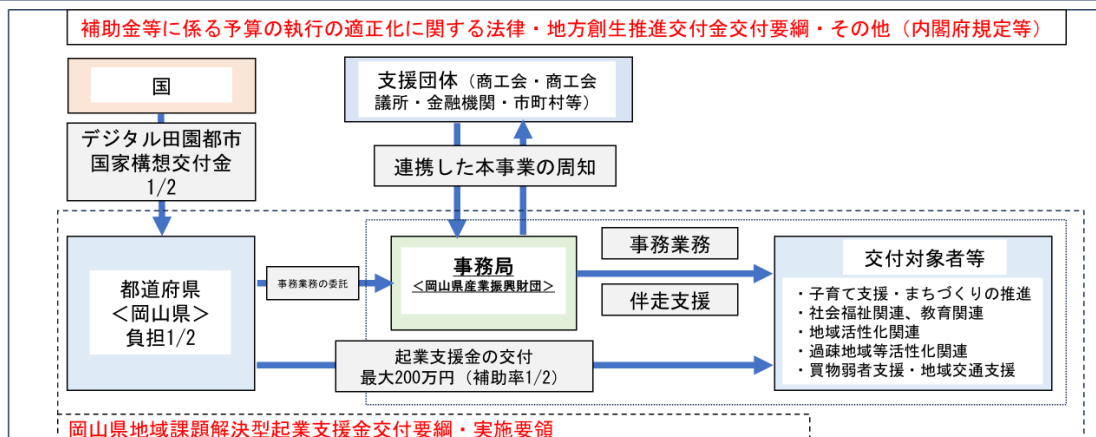 補助金等に係る予算の執行の適正化に関する法律・地方創生推進交付金交付要綱・その他（内閣府規定等）
国
支援団体（商工会・商工会
議所・金融機関・市町村等）
デジタル田園都市
国家構想交付金
1/2
連携した本事業の周知
都道府県
＜岡山県＞
負担1/2
事務業務の委託
事務局
＜岡山県産業振興財団＞
事務業務
伴走支援
起業支援金の交付
最大200万円（補助率1/2）
交付対象者等
・子育て支援・まちづくりの推進
・社会福祉関連、教育関連
・地域活性化関連
・過疎地域等活性化関連
・買物弱者支援・地域交通支援
岡山県地域課題解決型起業支援金交付要綱・実施要領